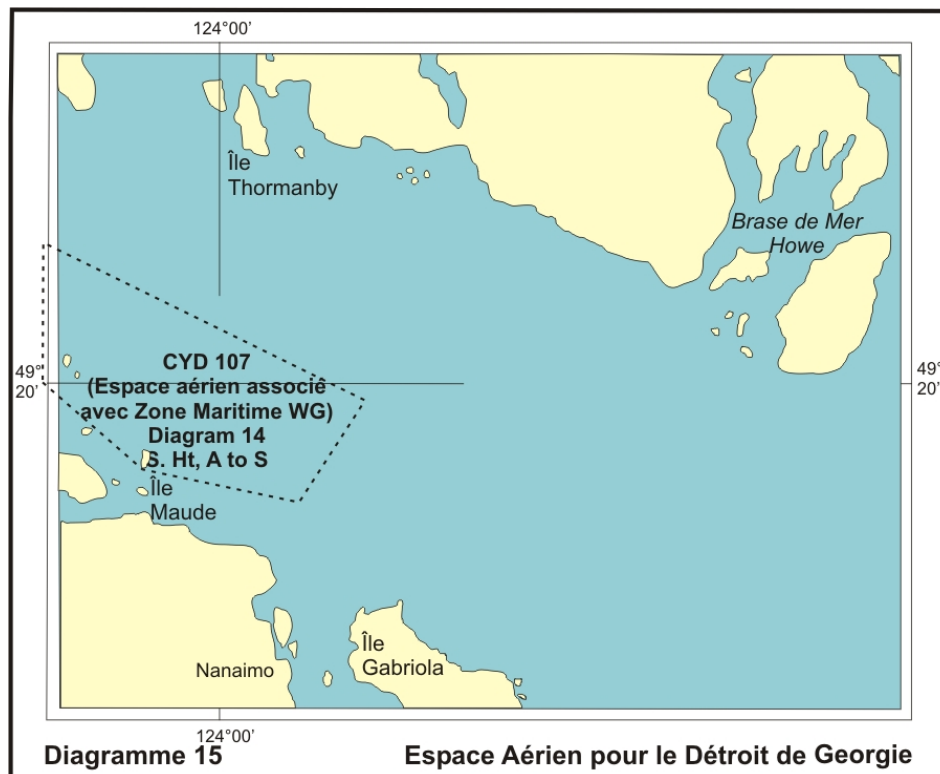 124°00'
Île
Thormanby
Brase de Mer
Howe
49°
20'
49°
20'
CYD 107
(Espace aérien associé
avec Zone Maritime WG)
Diagram 14
S. Ht, A to S
Île
Maude
Île
Gabriola
Nanaimo
124°00'
Diagramme 15
Espace Aérien pour le Détroit de Georgie